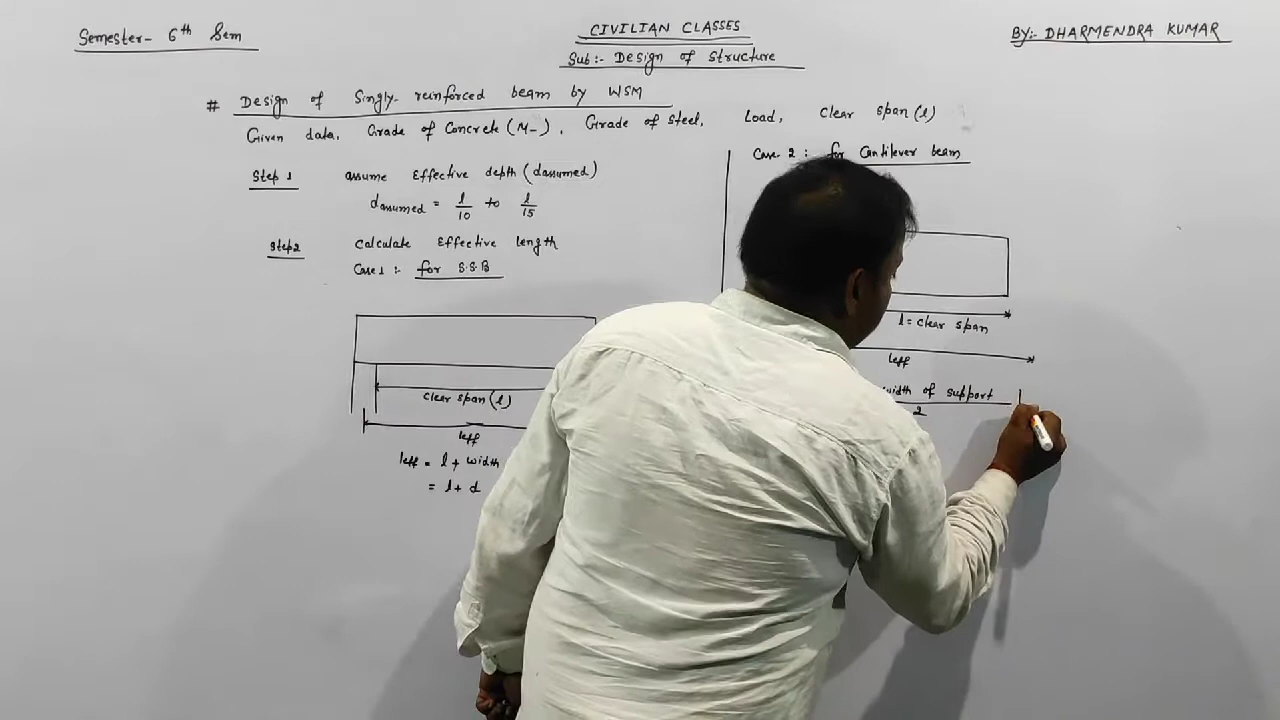 Semester- 6th Sem
CIVILIAN CLASSES
BY:- DHARMENDRA KUMAR
Sub:- Design of Structure
# Design of Singly- reinforced beam by WSM
Given data, Grade of Concrete (M-), Grade of steel, Load, Clear span (l)
Step 1 assume Effective depth (dassumed)
dassumed = l/10 to l/15
Step2 Calculate Effective length
Case1 :- for S.S.B
Clear span (l)
leff
leff = l + width
= l + d
Case 2 : for Cantilever beam
l = Clear span
leff
width of support
2